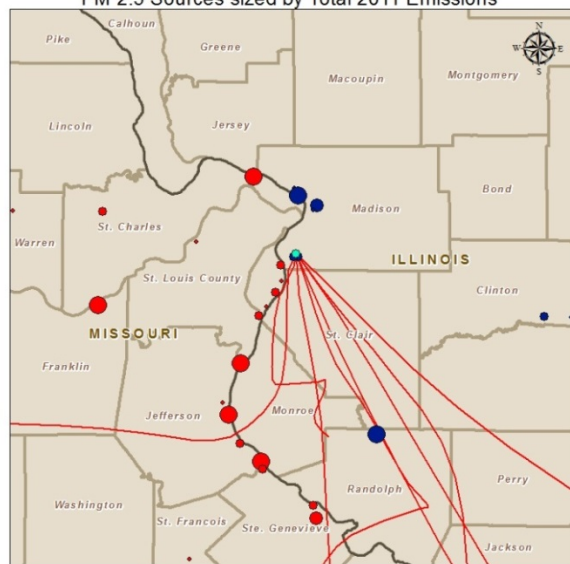 PM 2.5 Sources sized by Total 2011 Emissions
Calhoun
Pike
Greene
Macoupin
Montgomery
N
W E
S
Lincoln
Jersey
Bond
Madison
St. Charles
Warren
ILLINOIS
St. Louis County
Clinton
MISSOURI
St. Clair
Franklin
Jefferson
Monroe
Randolph
Perry
Washington
St. Francois
Ste. Genevieve
Jackson